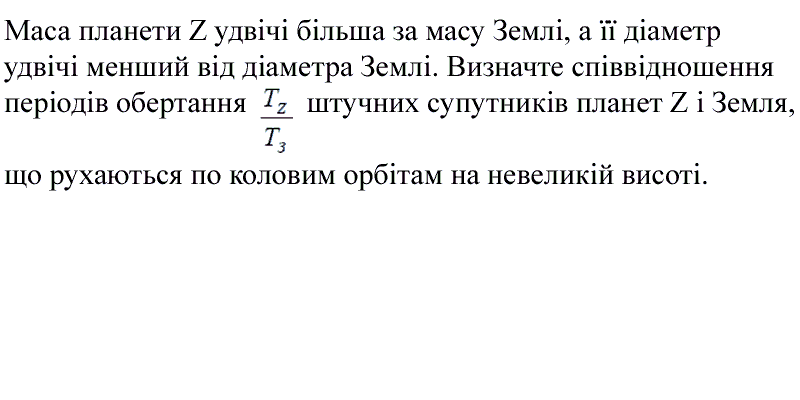 Маса планети Z удвічі більша за масу Землі, а її діаметр
удвічі менший від діаметра Землі. Визначте співвідношення
періодів обертання T_Z/T_з штучних супутників планет Z і Земля,
що рухаються по коловим орбітам на невеликій висоті.